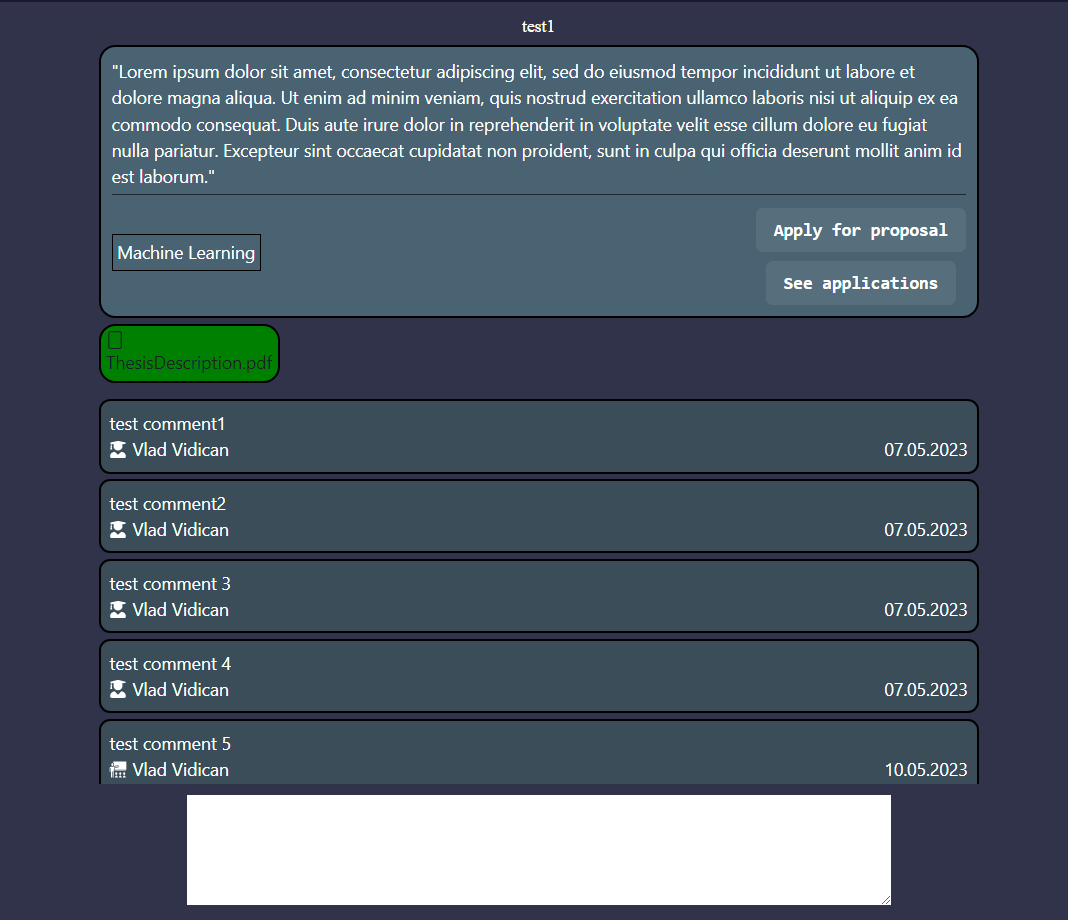 test1
"Lorem ipsum dolor sit amet, consectetur adipiscing elit, sed do eiusmod tempor incididunt ut labore et
dolore magna aliqua. Ut enim ad minim veniam, quis nostrud exercitation ullamco laboris nisi ut aliquip ex ea
commodo consequat. Duis aute irure dolor in reprehenderit in voluptate velit esse cillum dolore eu fugiat
nulla pariatur. Excepteur sint occaecat cupidatat non proident, sunt in culpa qui officia deserunt mollit anim id
est laborum."
Machine Learning
Apply for proposal
See applications
ThesisDescription.pdf
test comment1
Vlad Vidican 07.05.2023
test comment2
Vlad Vidican 07.05.2023
test comment 3
Vlad Vidican 07.05.2023
test comment 4
Vlad Vidican 07.05.2023
test comment 5
Vlad Vidican 10.05.2023